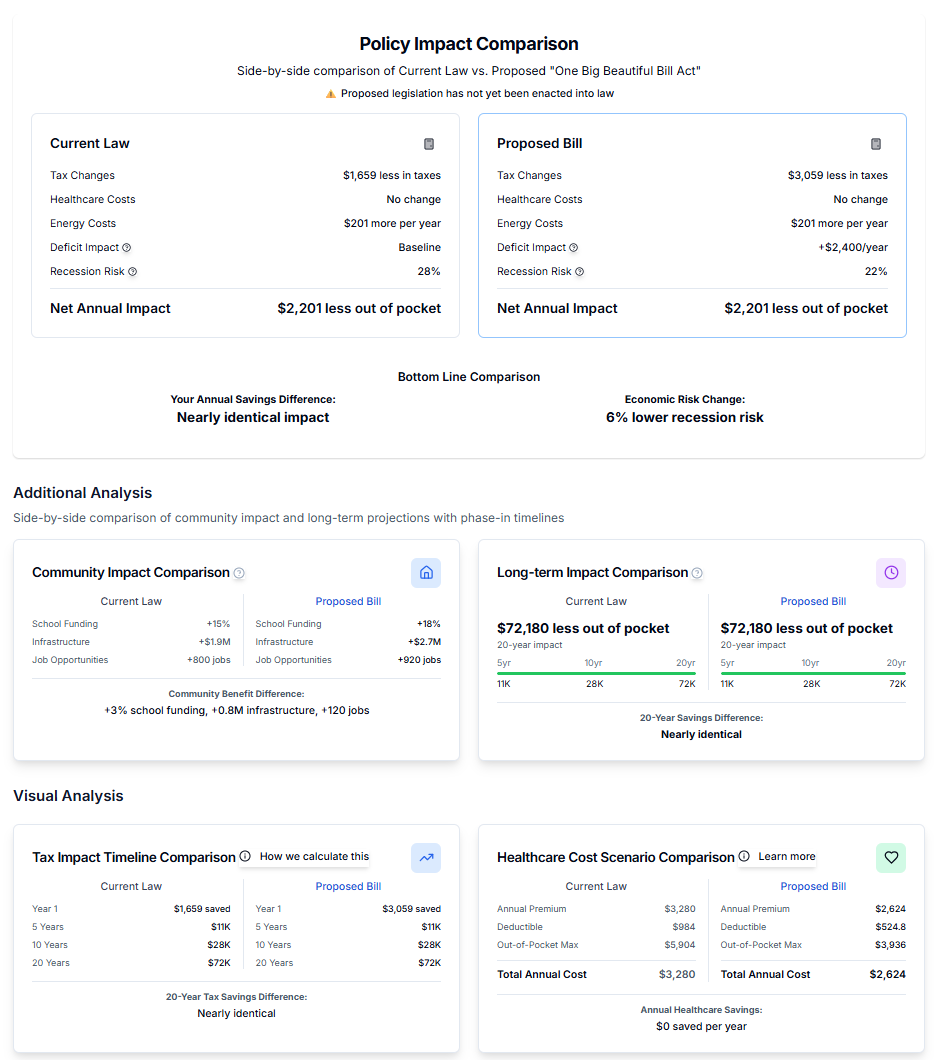 Policy Impact Comparison
Side-by-side comparison of Current Law vs. Proposed "One Big Beautiful Bill Act"
⚠️ Proposed legislation has not yet been enacted into law
Current Law
Tax Changes $1,659 less in taxes
Healthcare Costs No change
Energy Costs $201 more per year
Deficit Impact Baseline
Recession Risk 28%
Net Annual Impact $2,201 less out of pocket
Proposed Bill
Tax Changes $3,059 less in taxes
Healthcare Costs No change
Energy Costs $201 more per year
Deficit Impact +$2,400/year
Recession Risk 22%
Net Annual Impact $2,201 less out of pocket
Bottom Line Comparison
Your Annual Savings Difference:
Nearly identical impact
Economic Risk Change:
6% lower recession risk
Additional Analysis
Side-by-side comparison of community impact and long-term projections with phase-in timelines
Community Impact Comparison
Current Law
School Funding +15%
Infrastructure +$1.9M
Job Opportunities +800 jobs
Proposed Bill
School Funding +18%
Infrastructure +$2.7M
Job Opportunities +920 jobs
Community Benefit Difference:
+3% school funding, +0.8M infrastructure, +120 jobs
Long-term Impact Comparison
Current Law
$72,180 less out of pocket
20-year impact
5yr 10yr 20yr
11K 28K 72K
Proposed Bill
$72,180 less out of pocket
20-year impact
5yr 10yr 20yr
11K 28K 72K
20-Year Savings Difference:
Nearly identical
Visual Analysis
Tax Impact Timeline Comparison How we calculate this
Current Law
Year 1 $1,659 saved
5 Years $11K
10 Years $28K
20 Years $72K
Proposed Bill
Year 1 $3,059 saved
5 Years $11K
10 Years $28K
20 Years $72K
20-Year Tax Savings Difference:
Nearly identical
Healthcare Cost Scenario Comparison Learn more
Current Law
Annual Premium $3,280
Deductible $984
Out-of-Pocket Max $5,904
Total Annual Cost $3,280
Proposed Bill
Annual Premium $2,624
Deductible $524.8
Out-of-Pocket Max $3,936
Total Annual Cost $2,624
Annual Healthcare Savings:
$0 saved per year